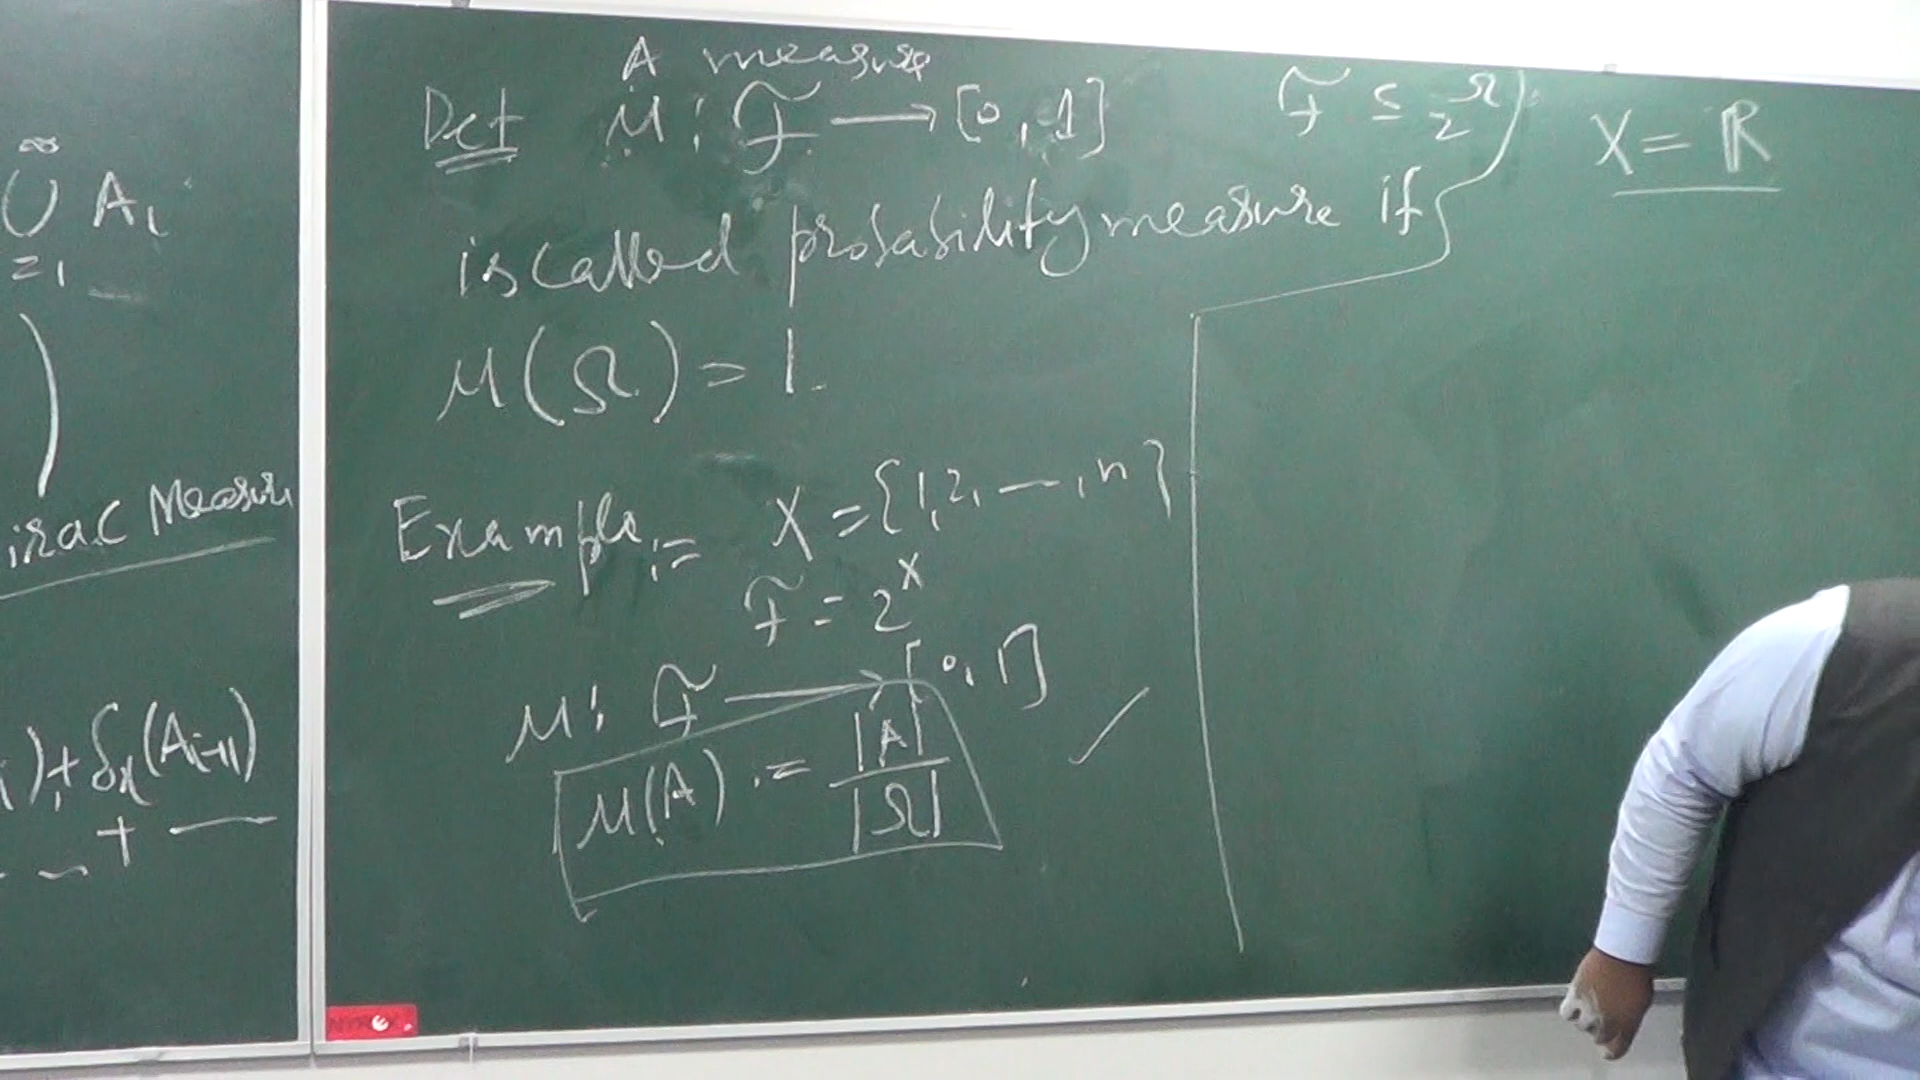 ∞
∪ A_i
=1
)
irac Measur
i)+δ_x(A_{i+1})
+ —
A measure
Def μ: F → [0, 1] F ⊆ 2^Ω
is called probability measure if
μ(Ω) = 1.
Example:= X = {1, 2, —, n}
F = 2^X
μ: F → [0, 1]
μ(A) := |A| / |Ω| ✓
X = ℝ